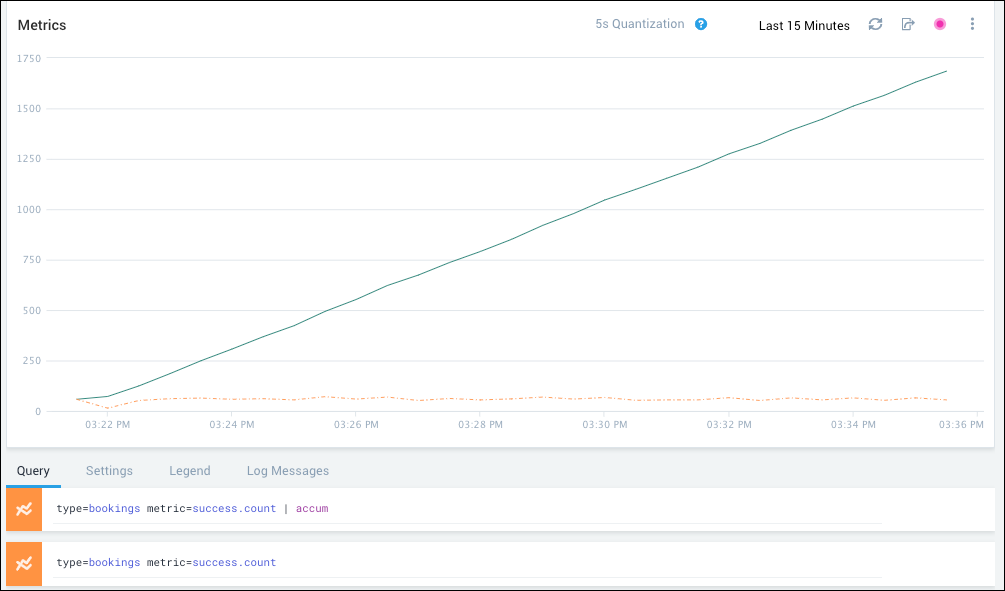 Metrics
5s Quantization ? Last 15 Minutes
1750
1500
1250
1000
750
500
250
0
03:22 PM 03:24 PM 03:26 PM 03:28 PM 03:30 PM 03:32 PM 03:34 PM 03:36 PM
Query Settings Legend Log Messages
type=bookings metric=success.count | accum
type=bookings metric=success.count